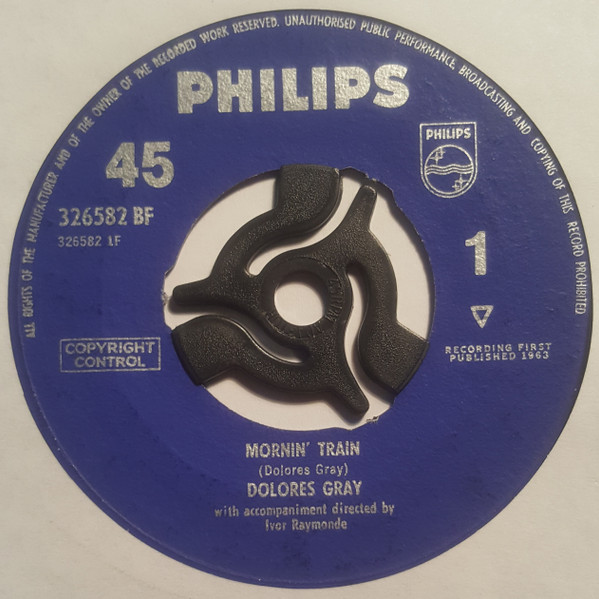 ALL RIGHTS OF THE MANUFACTURER AND OF THE OWNER OF THE RECORDED WORK RESERVED. UNAUTHORISED PUBLIC PERFORMANCE, BROADCASTING AND COPYING OF THIS RECORD PROHIBITED
PHILIPS
45
PHILIPS
326582 BF
326582 1F
1
COPYRIGHT
CONTROL
RECORDING FIRST
PUBLISHED 1963
MORNIN' TRAIN
(Dolores Gray)
DOLORES GRAY
with accompaniment directed by
Ivor Raymonde